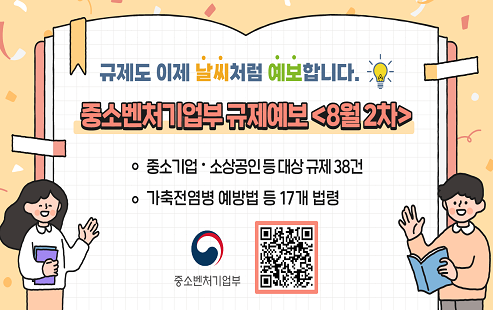 규제도 이제 날씨처럼 예보합니다.
중소벤처기업부 규제예보 <8월 2차>
중소기업·소상공인 등 대상 규제 38건
가축전염병 예방법 등 17개 법령
중소벤처기업부